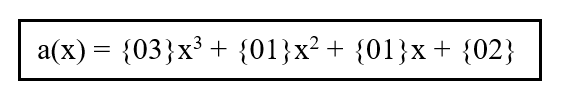 a(x) = {03}x³ + {01}x² + {01}x + {02}